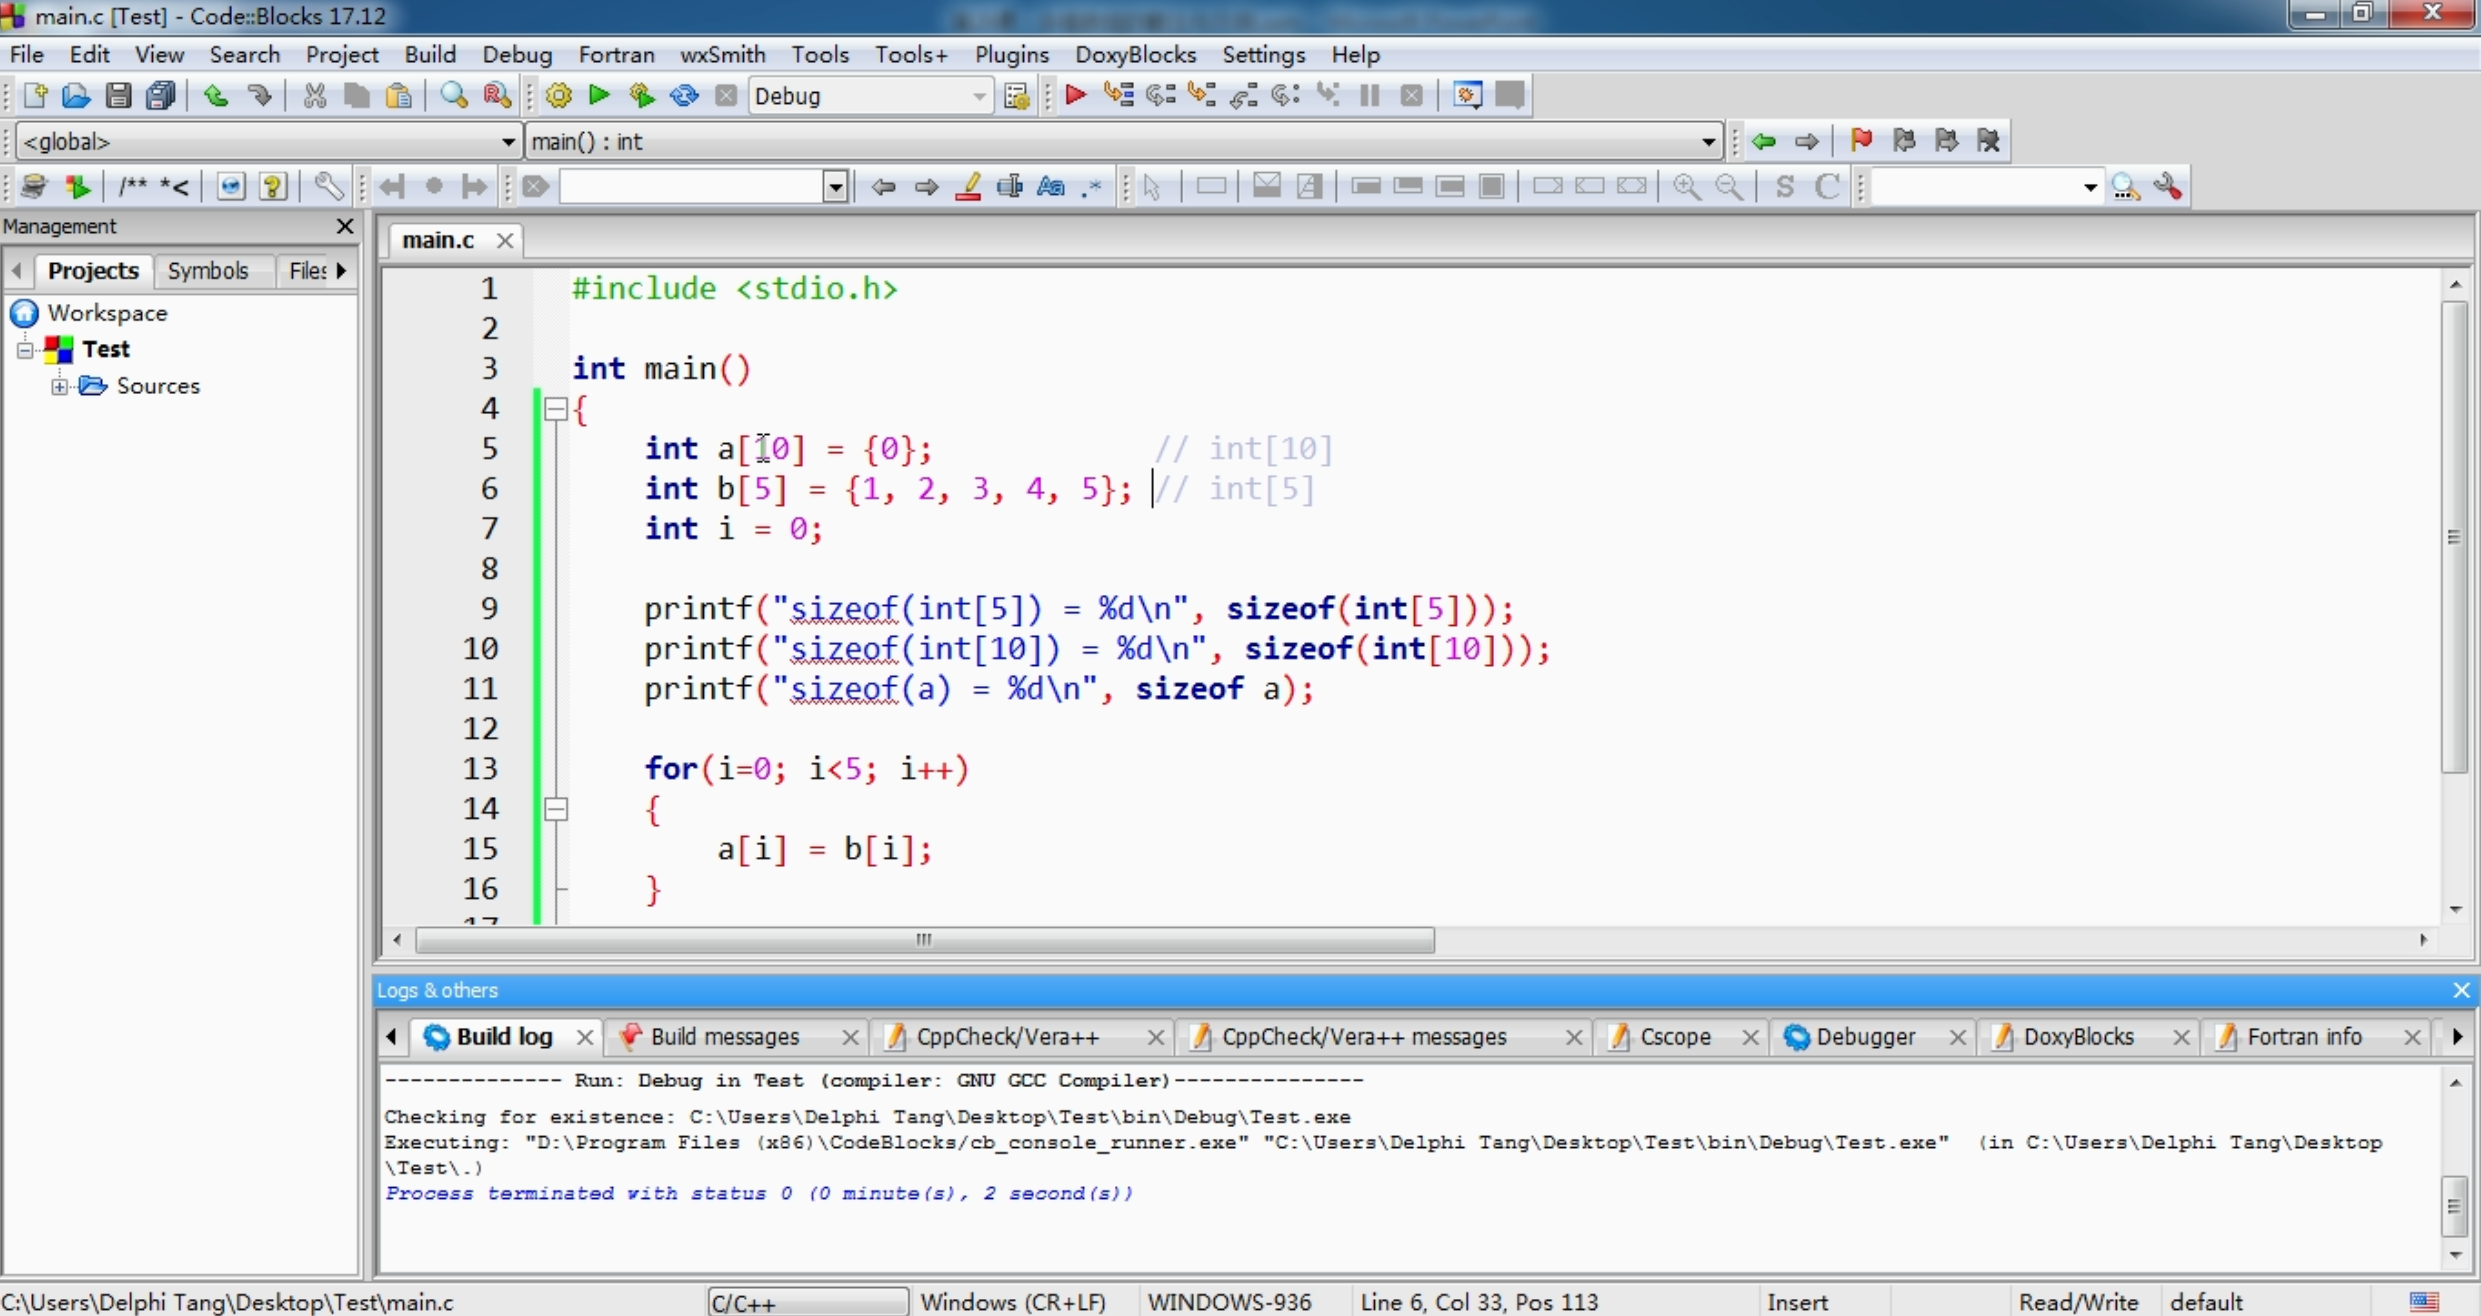 main.c [Test] - Code::Blocks 17.12
File Edit View Search Project Build Debug Fortran wxSmith Tools Tools+ Plugins DoxyBlocks Settings Help
Debug
<global> main() : int
/** *< Aa .* S C
Management
Projects Symbols Files
Workspace
Test
Sources
main.c
1 #include <stdio.h>
2
3 int main()
4 {
5 int a[10] = {0}; // int[10]
6 int b[5] = {1, 2, 3, 4, 5}; // int[5]
7 int i = 0;
8
9 printf("sizeof(int[5]) = %d\n", sizeof(int[5]));
10 printf("sizeof(int[10]) = %d\n", sizeof(int[10]));
11 printf("sizeof(a) = %d\n", sizeof a);
12
13 for(i=0; i<5; i++)
14 {
15 a[i] = b[i];
16 }
17
Logs & others
Build log Build messages CppCheck/Vera++ CppCheck/Vera++ messages Cscope Debugger DoxyBlocks Fortran info
-------------- Run: Debug in Test (compiler: GNU GCC Compiler)---------------
Checking for existence: C:\Users\Delphi Tang\Desktop\Test\bin\Debug\Test.exe
Executing: "D:\Program Files (x86)\CodeBlocks/cb_console_runner.exe" "C:\Users\Delphi Tang\Desktop\Test\bin\Debug\Test.exe" (in C:\Users\Delphi Tang\Desktop
\Test\.)
Process terminated with status 0 (0 minute(s), 2 second(s))
C:\Users\Delphi Tang\Desktop\Test\main.c C/C++ Windows (CR+LF) WINDOWS-936 Line 6, Col 33, Pos 113 Insert Read/Write default